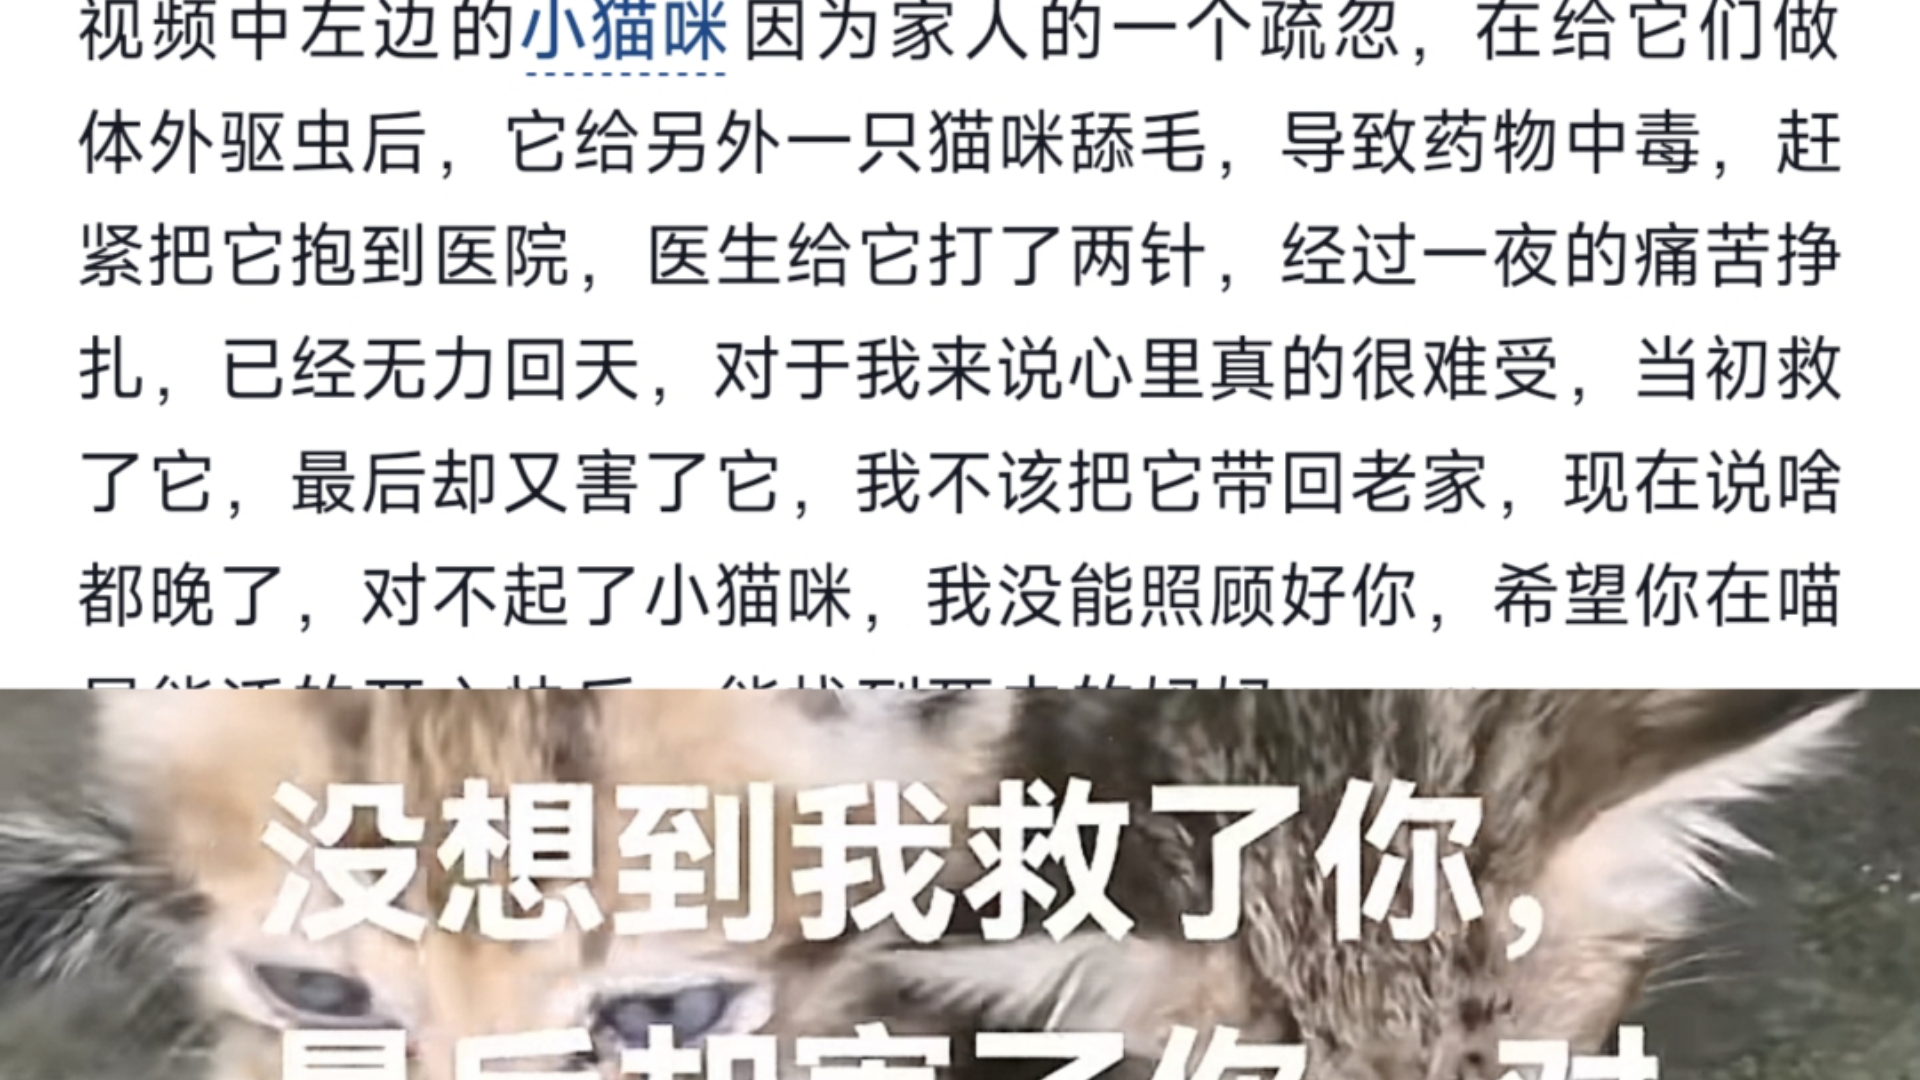 视频中左边的小猫咪因为家人的一个疏忽，在给它们做
体外驱虫后，它给另外一只猫咪舔毛，导致药物中毒，赶
紧把它抱到医院，医生给它打了两针，经过一夜的痛苦挣
扎，已经无力回天，对于我来说心里真的很难受，当初救
了它，最后却又害了它，我不该把它带回老家，现在说啥
都晚了，对不起了小猫咪，我没能照顾好你，希望你在喵
没想到我救了你，
最后却害了你 对